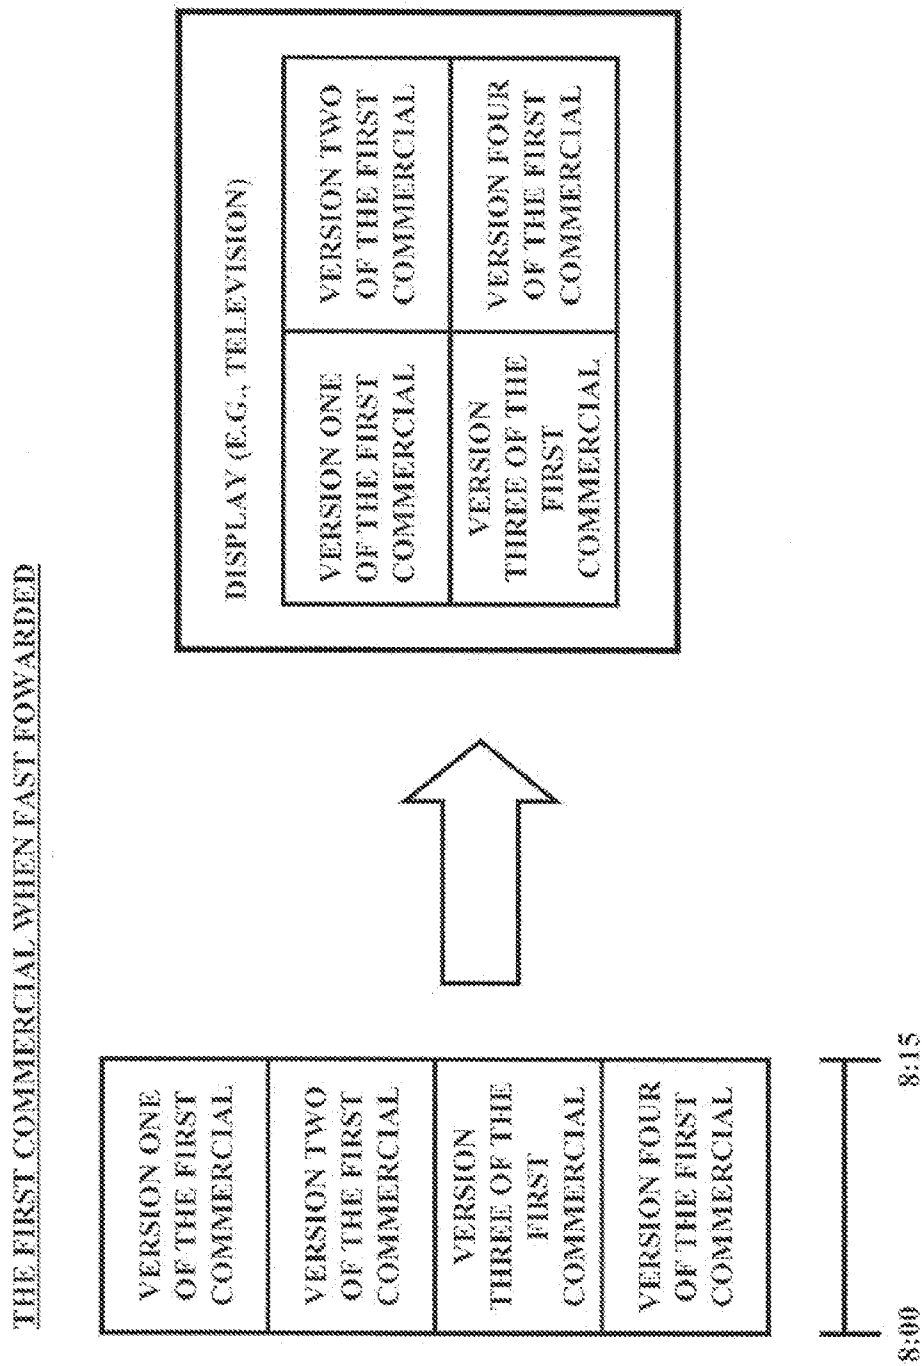 THE FIRST COMMERCIAL WHEN FAST FOWARDED
VERSION ONE
OF THE FIRST
COMMERCIAL
VERSION TWO
OF THE FIRST
COMMERCIAL
VERSION
THREE OF THE
FIRST
COMMERCIAL
VERSION FOUR
OF THE FIRST
COMMERCIAL
8:00
8:15
DISPLAY (E.G., TELEVISION)
VERSION ONE
OF THE FIRST
COMMERCIAL
VERSION TWO
OF THE FIRST
COMMERCIAL
VERSION
THREE OF THE
FIRST
COMMERCIAL
VERSION FOUR
OF THE FIRST
COMMERCIAL